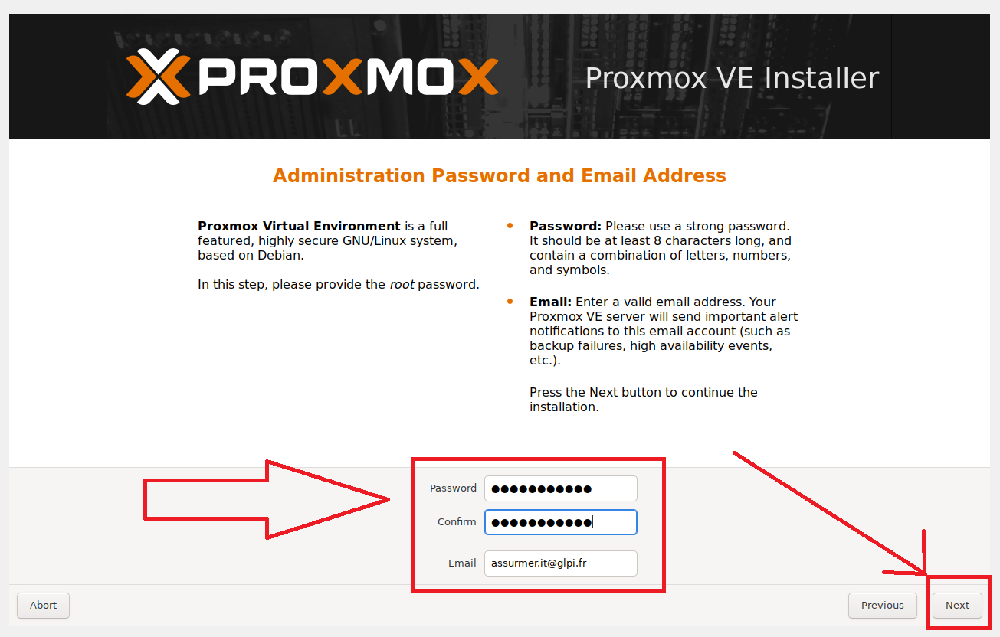 PROXMOX
Proxmox VE Installer
Administration Password and Email Address
Proxmox Virtual Environment is a full
featured, highly secure GNU/Linux system,
based on Debian.
In this step, please provide the root password.
Password: Please use a strong password.
It should be at least 8 characters long, and
contain a combination of letters, numbers,
and symbols.
Email: Enter a valid email address. Your
Proxmox VE server will send important alert
notifications to this email account (such as
backup failures, high availability events,
etc.).
Press the Next button to continue the
installation.
Password ●●●●●●●●●●●
Confirm ●●●●●●●●●●●
Email assurmer.it@glpi.fr
Abort
Previous
Next